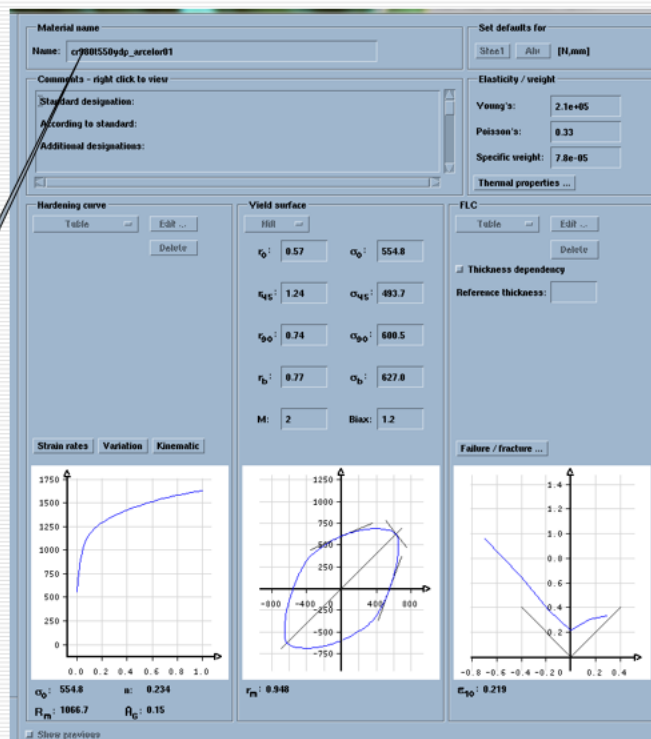 Material name
Name: cr980t550ydp_arcelor01
Set defaults for
Steel Alu [N,mm]
Comments - right click to view
Standard designation:
According to standard:
Additional designations:
Elasticity / weight
Young's: 2.1e+05
Poisson's: 0.33
Specific weight: 7.8e-05
Thermal properties ...
Hardening curve
Table Edit ...
Delete
Strain rates Variation Kinematic
1750
1500
1250
1000
750
500
250
0
0.0 0.2 0.4 0.6 0.8 1.0
σ0: 554.8 n: 0.234
Rm: 1066.7 AG: 0.15
Yield surface
Hill
r0: 0.57 σ0: 554.8
r45: 1.24 σ45: 493.7
r90: 0.74 σ90: 600.5
rb: 0.77 σb: 627.0
M: 2 Biax: 1.2
1250
1000
750
500
250
-800 -400 400 800
-250
-500
-750
rm: 0.948
FLC
Table Edit ...
Delete
Thickness dependency
Reference thickness:
Failure / fracture ...
1.4
1.2
1.0
0.8
0.6
0.4
0.2
-0.8 -0.6 -0.4 -0.2 0.0 0.2 0.4
ε10: 0.219
Show previous